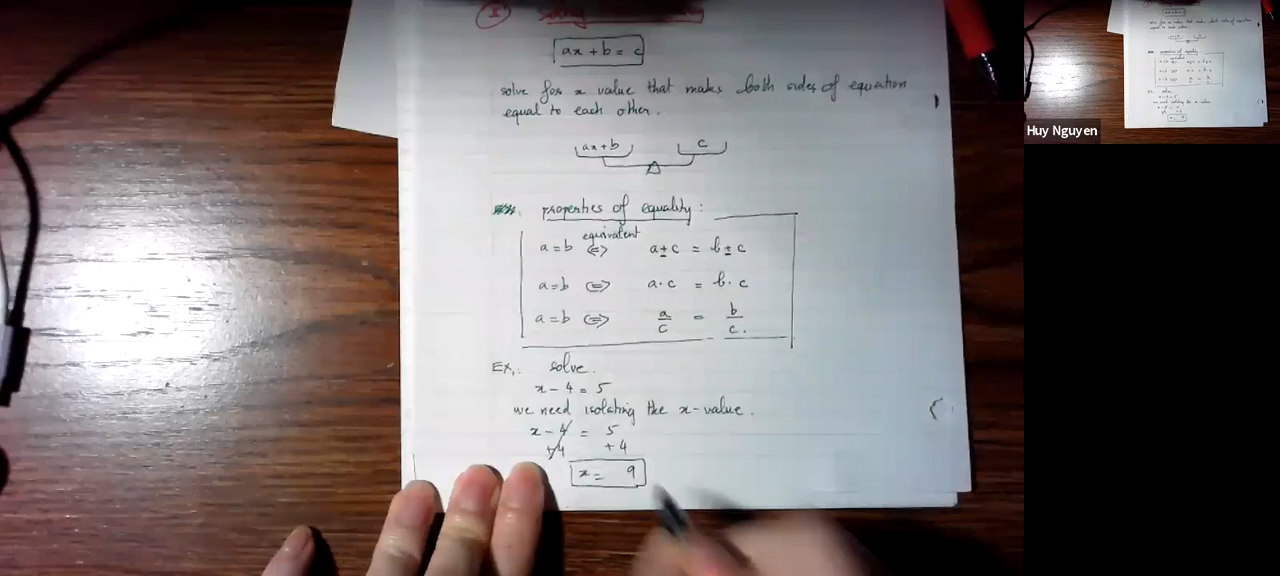 I
ax + b = c
solve for x value that makes both sides of equation
equal to each other.
ax + b c
properties of equality:
equivalent
a = b <=> a ± c = b ± c
a = b <=> a · c = b · c
a = b <=> a/c = b/c.
Ex1: solve.
x - 4 = 5
we need isolating the x-value.
x - 4 = 5
+4 +4
x = 9
Huy Nguyen